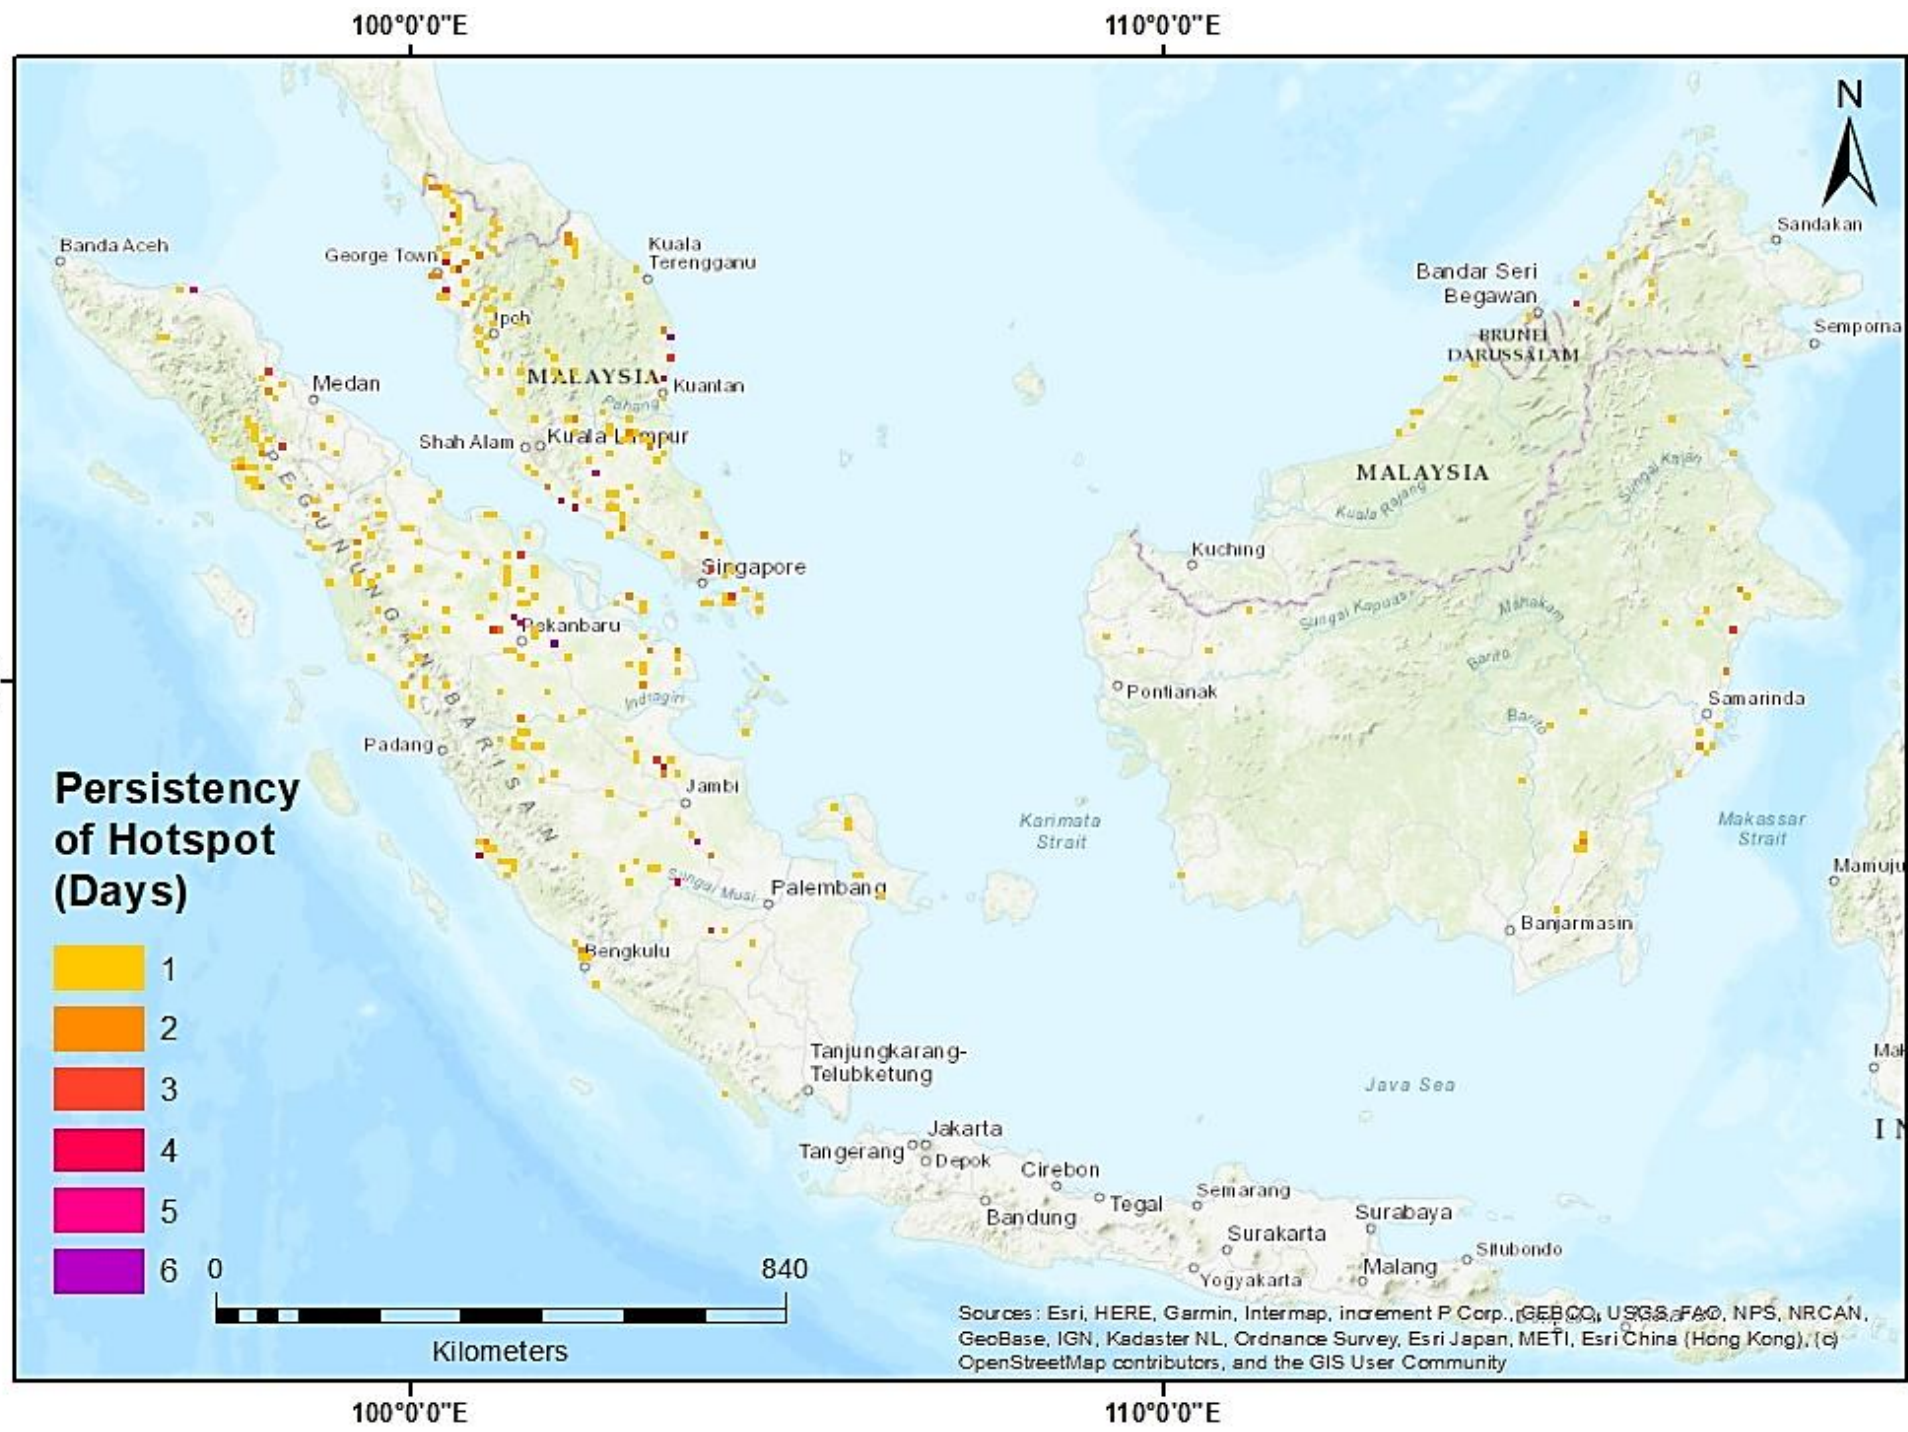 100°0'0"E
110°0'0"E
N
Banda Aceh
George Town
Kuala
Terengganu
Sandakan
Bandar Seri
Begawan
Ipoh
BRUNEI
DARUSSALAM
Semporna
Medan
MALAYSIA
Kuantan
Pahang
Shah Alam
Kuala Lumpur
MALAYSIA
Sungai Kajan
Kuala Rajang
PEGUNUNGAN BARISAN
Singapore
Kuching
Sungai Kapuas
Mahakam
Pekanbaru
Barito
Pontianak
Indragiri
Samarinda
Barito
Padang
Jambi
Karimata
Strait
Makassar
Strait
Mamuju
Sungai Musi
Palembang
Banjarmasin
Bengkulu
Persistency
of Hotspot
(Days)
1
2
3
4
5
6
Tanjungkarang-
Telubketung
Mak
Java Sea
IN
Jakarta
Tangerang
Depok
Cirebon
Tegal
Bandung
Semarang
Surabaya
Surakarta
Situbondo
Yogyakarta
Malang
0
840
Kilometers
Sources: Esri, HERE, Garmin, Intermap, increment P Corp., GEBCO, USGS, FAO, NPS, NRCAN,
GeoBase, IGN, Kadaster NL, Ordnance Survey, Esri Japan, METI, Esri China (Hong Kong), (c)
OpenStreetMap contributors, and the GIS User Community
100°0'0"E
110°0'0"E